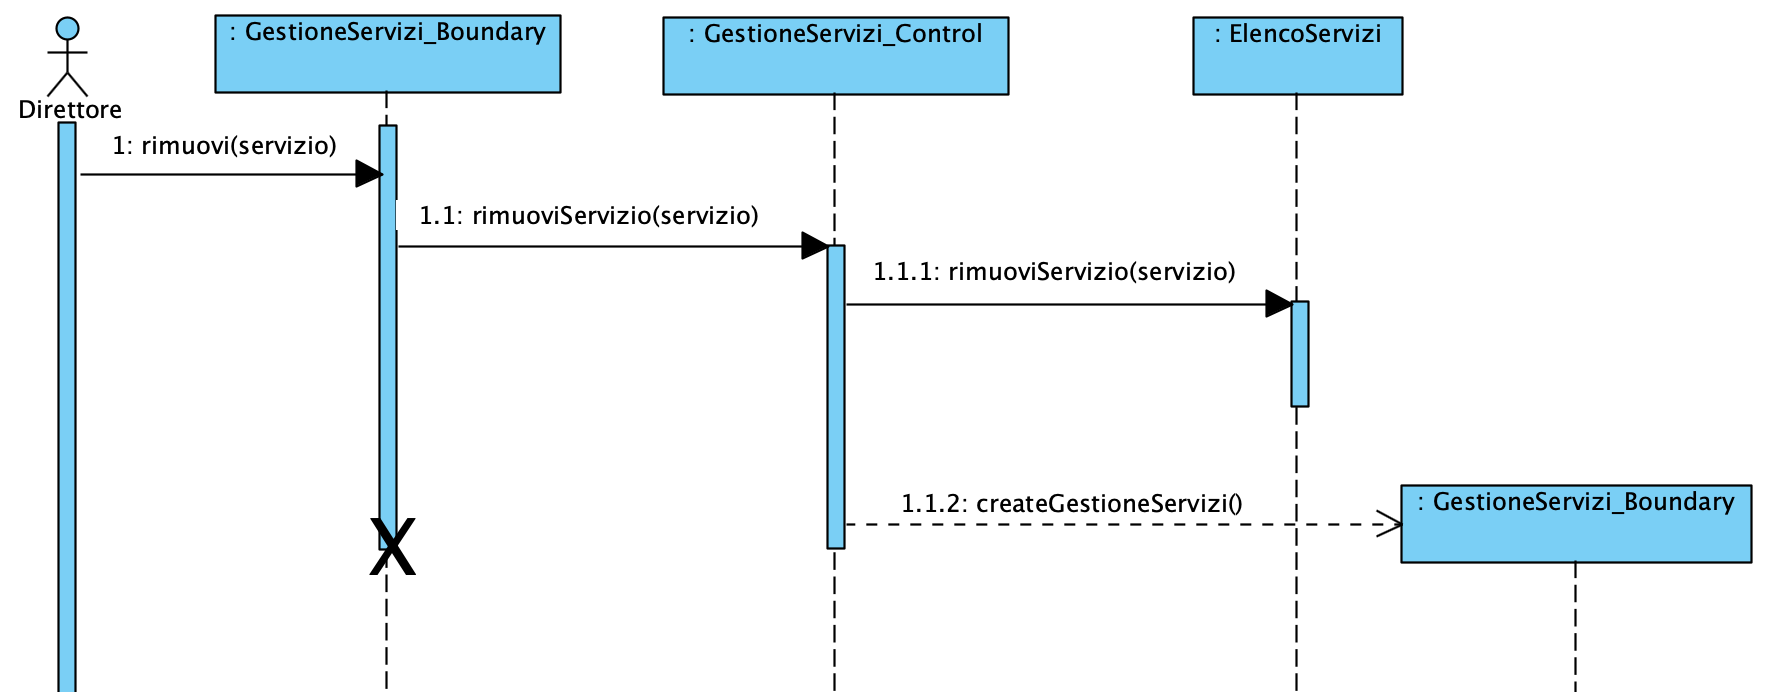 : GestioneServizi_Boundary
: GestioneServizi_Control
: ElencoServizi
Direttore
1: rimuovi(servizio)
1.1: rimuoviServizio(servizio)
1.1.1: rimuoviServizio(servizio)
1.1.2: createGestioneServizi()
: GestioneServizi_Boundary